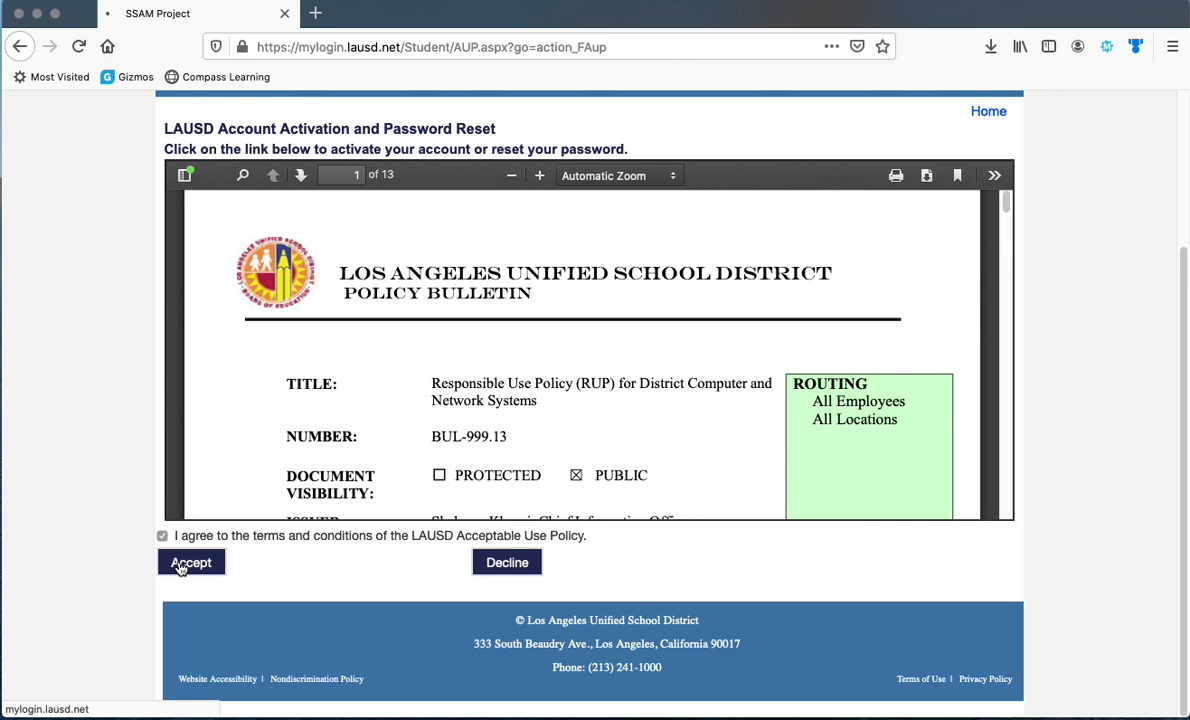 SSAM Project
https://mylogin.lausd.net/Student/AUP.aspx?go=action_FAup
Most Visited
Gizmos
Compass Learning
Home
LAUSD Account Activation and Password Reset
Click on the link below to activate your account or reset your password.
1 of 13
Automatic Zoom
LOS ANGELES UNIFIED SCHOOL DISTRICT
POLICY BULLETIN
TITLE:
Responsible Use Policy (RUP) for District Computer and
Network Systems
ROUTING
All Employees
All Locations
NUMBER:
BUL-999.13
DOCUMENT
VISIBILITY:
PROTECTED
PUBLIC
I agree to the terms and conditions of the LAUSD Acceptable Use Policy.
Accept
Decline
© Los Angeles Unified School District
333 South Beaudry Ave., Los Angeles, California 90017
Phone: (213) 241-1000
Website Accessibility | Nondiscrimination Policy
Terms of Use | Privacy Policy
mylogin.lausd.net